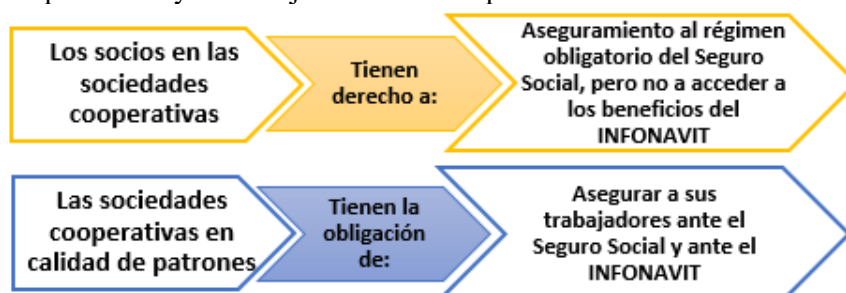 Los socios en las
sociedades
cooperativas
Tienen
derecho a:
Aseguramiento al régimen
obligatorio del Seguro
Social, pero no a acceder a
los beneficios del
INFONAVIT
Las sociedades
cooperativas en
calidad de patrones
Tienen la
obligación
de:
Asegurar a sus
trabajadores ante el
Seguro Social y ante el
INFONAVIT